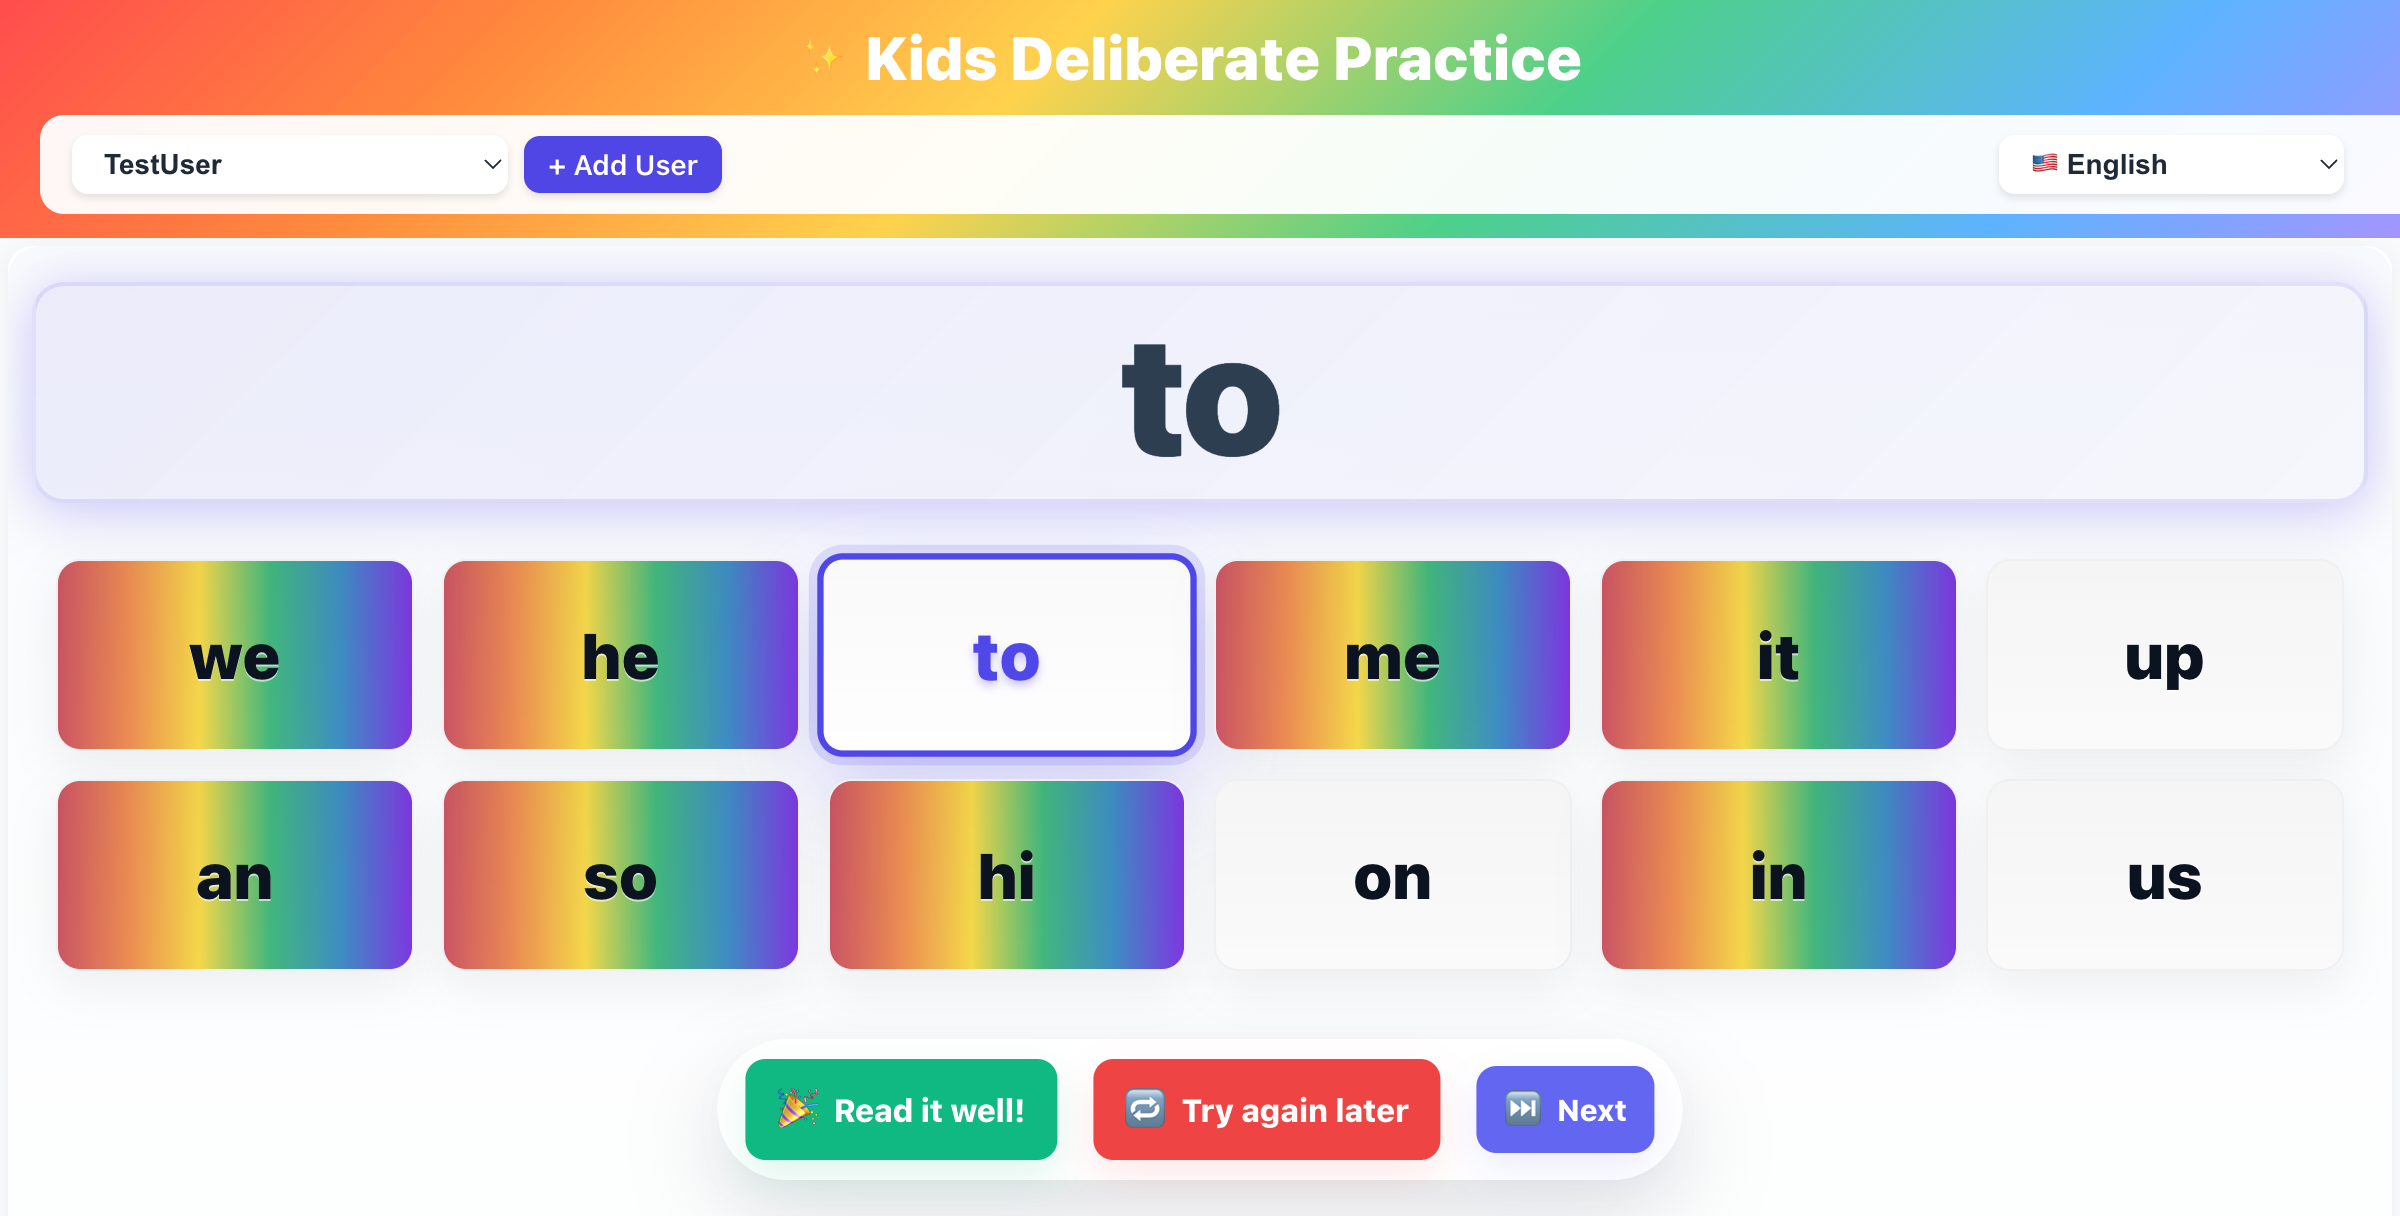 ✨ Kids Deliberate Practice
TestUser
+ Add User
🇺🇸 English
to
we
he
to
me
it
up
an
so
hi
on
in
us
🎉 Read it well!
🔁 Try again later
⏭️ Next